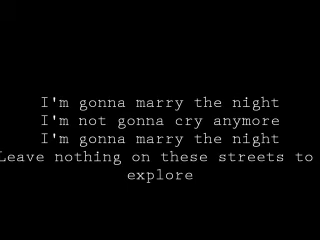 I'm gonna marry the night
I'm not gonna cry anymore
I'm gonna marry the night
Leave nothing on these streets to
explore